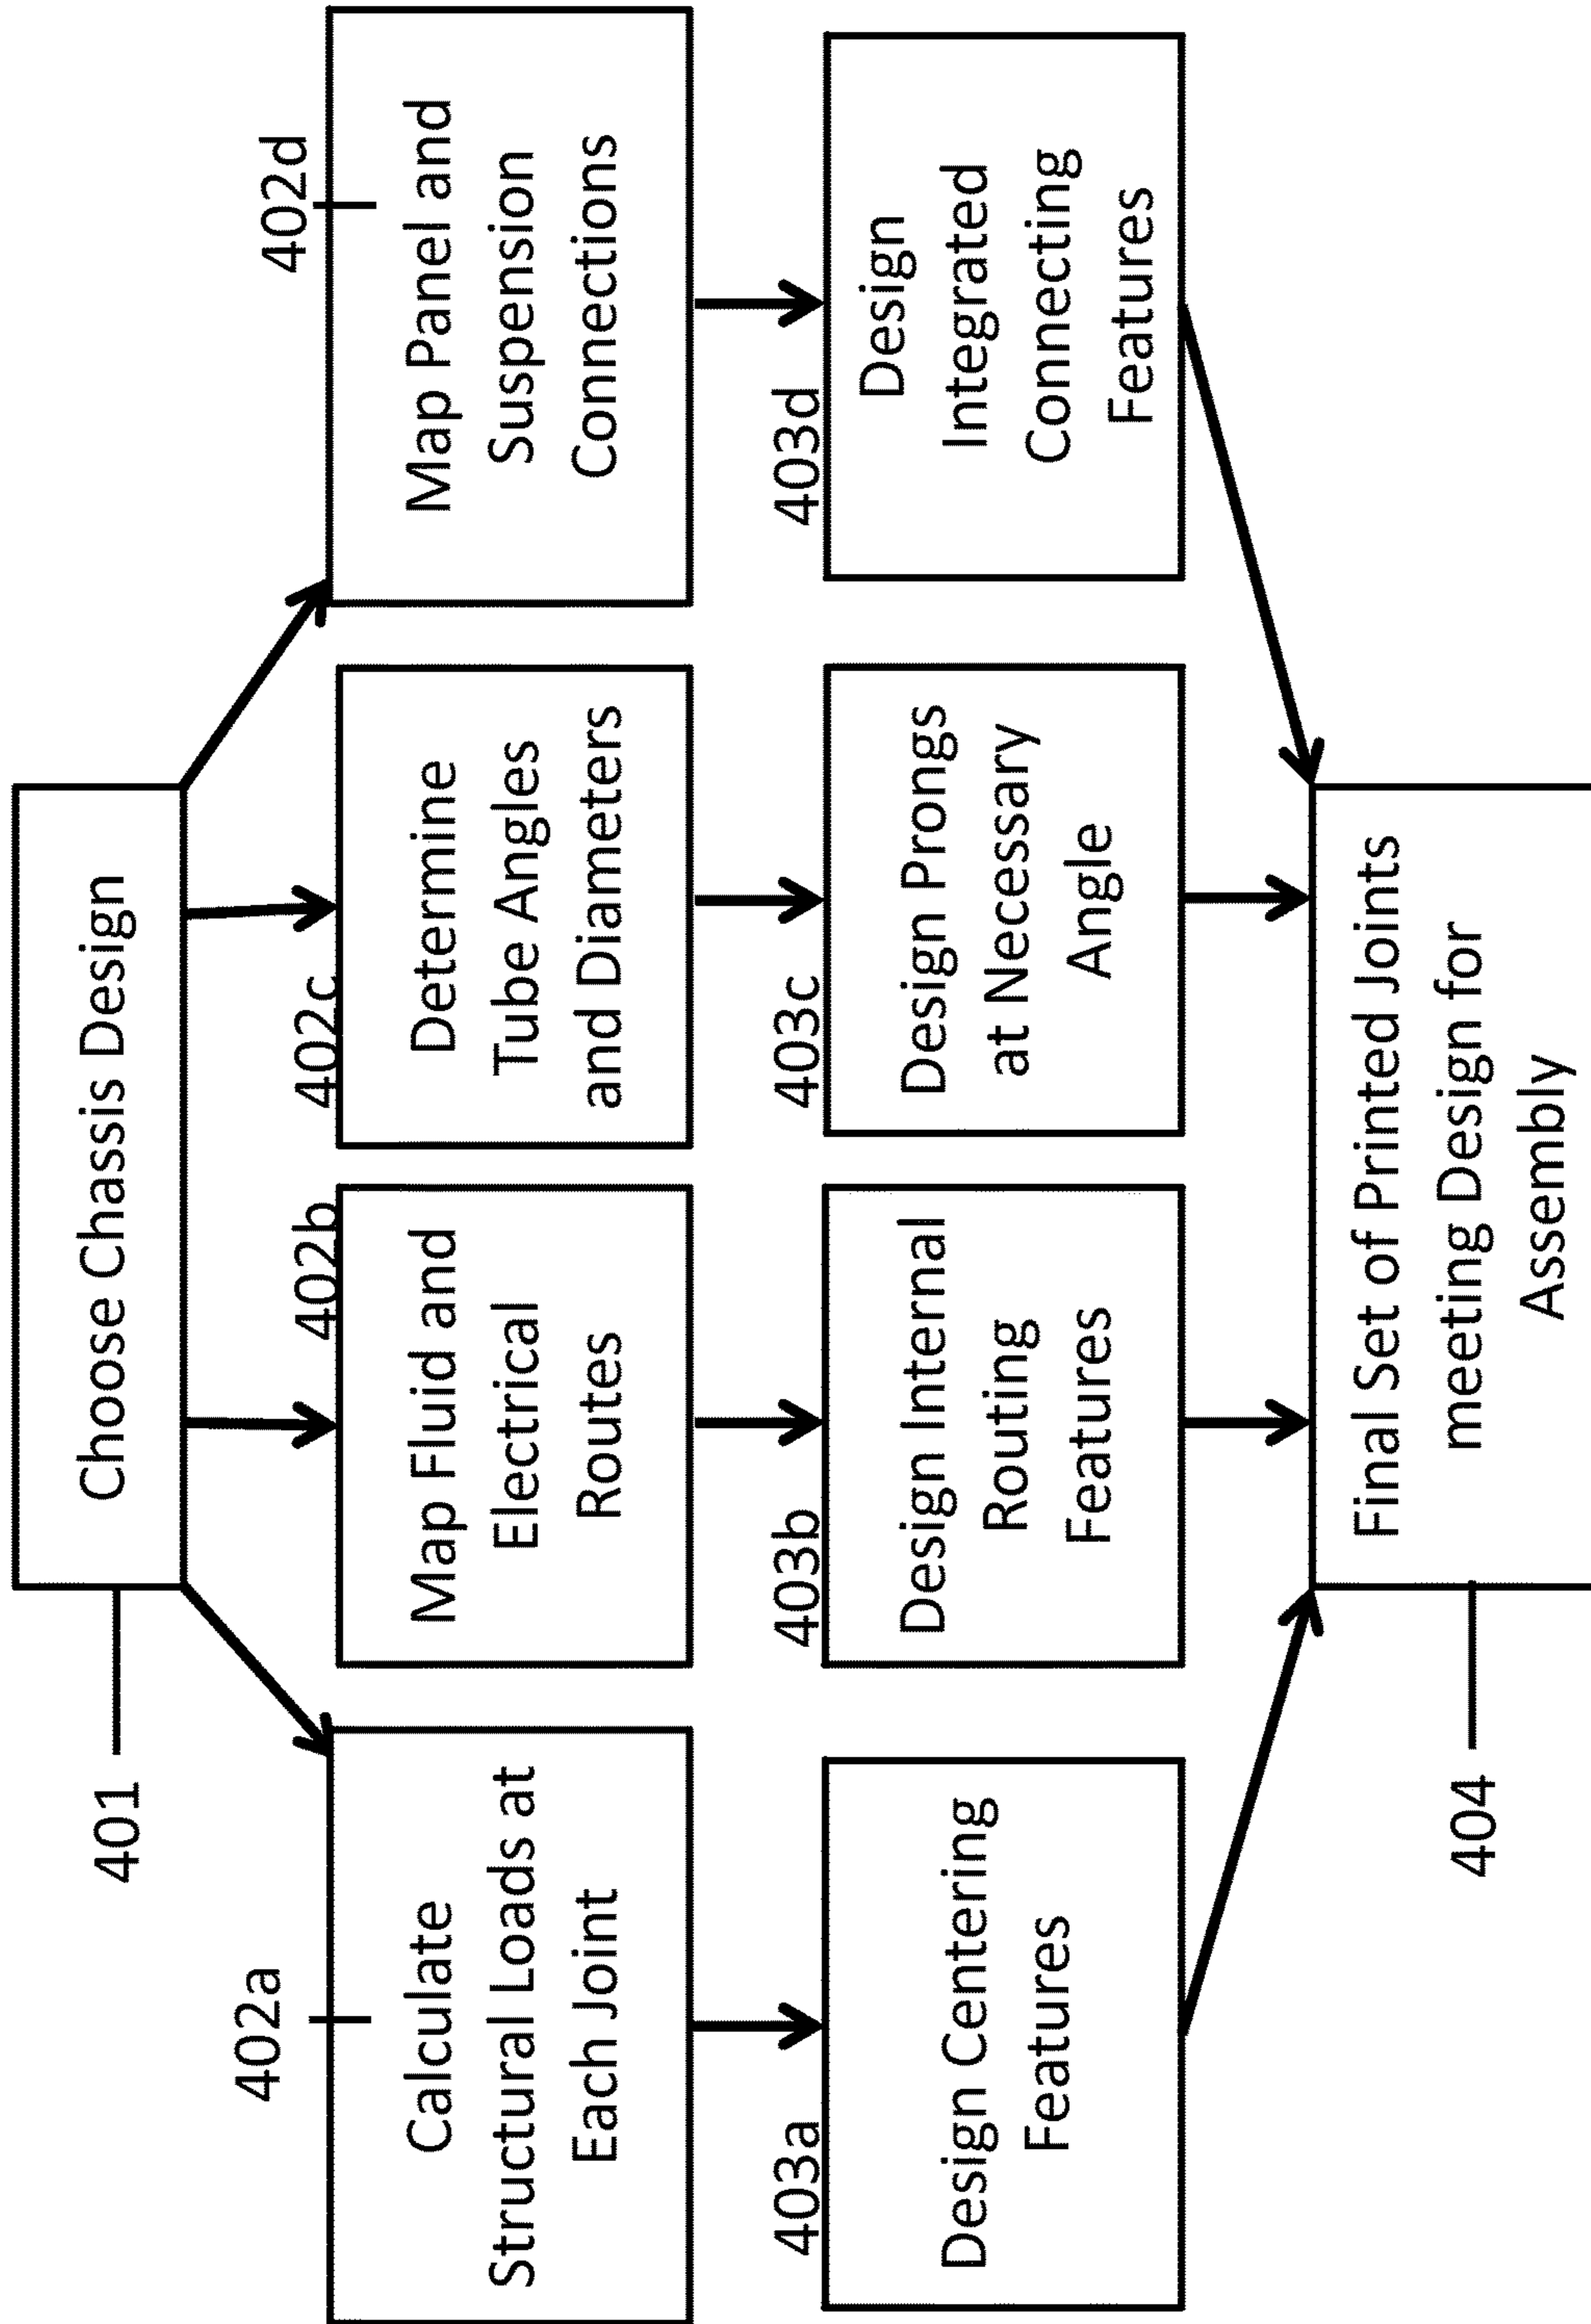 401
Choose Chassis Design
402a
Calculate
Structural Loads at
Each Joint
402b
Map Fluid and
Electrical
Routes
402c
Determine
Tube Angles
and Diameters
402d
Map Panel and
Suspension
Connections
403a
Design Centering
Features
403b
Design Internal
Routing
Features
403c
Design Prongs
at Necessary
Angle
403d
Design
Integrated
Connecting
Features
404
Final Set of Printed Joints
meeting Design for
Assembly